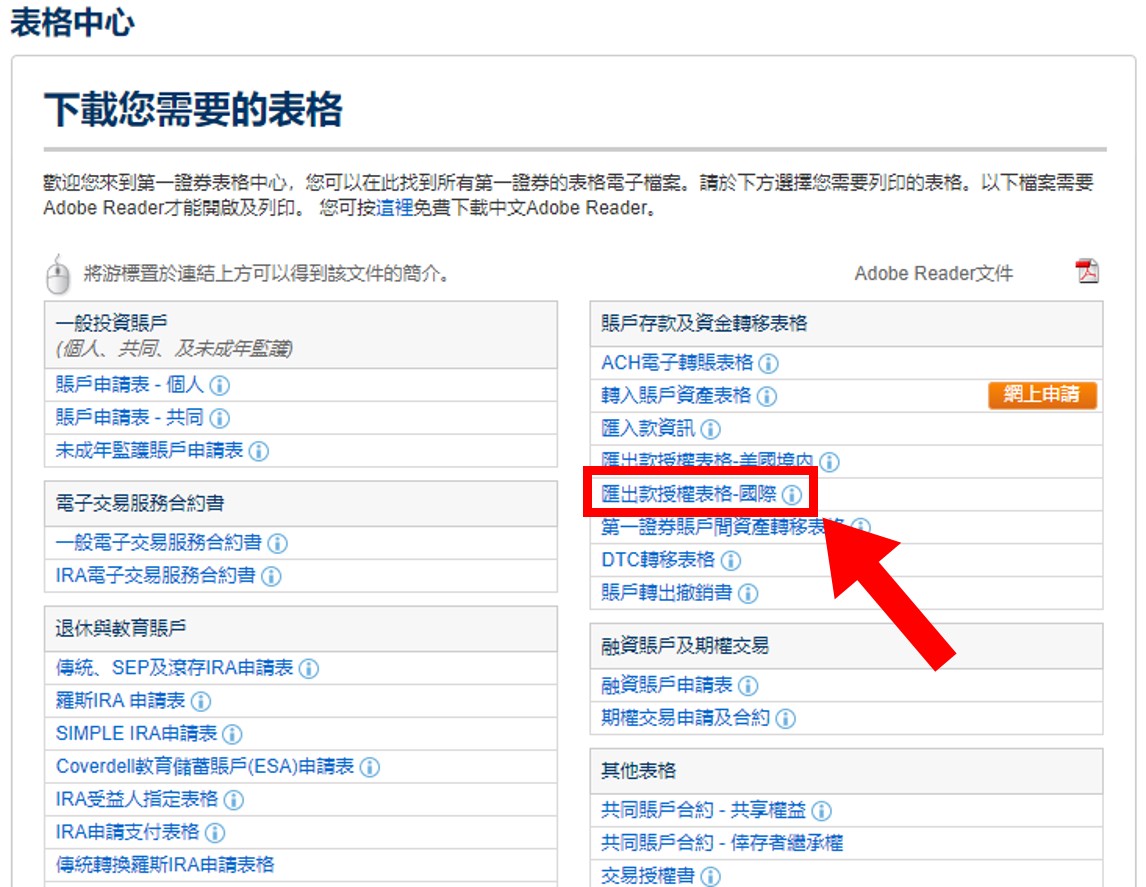 表格中心
下載您需要的表格
歡迎您來到第一證券表格中心，您可以在此找到所有第一證券的表格電子檔案。請於下方選擇您需要列印的表格。以下檔案需要
Adobe Reader才能開啟及列印。 您可按這裡免費下載中文Adobe Reader。
將游標置於連結上方可以得到該文件的簡介。
Adobe Reader文件
一般投資賬戶
(個人、共同、及未成年監護)
賬戶申請表 - 個人
賬戶申請表 - 共同
未成年監護賬戶申請表
電子交易服務合約書
一般電子交易服務合約書
IRA電子交易服務合約書
退休與教育賬戶
傳統、SEP及滾存IRA申請表
羅斯IRA 申請表
SIMPLE IRA申請表
Coverdell教育儲蓄賬戶(ESA)申請表
IRA受益人指定表格
IRA申請支付表格
傳統轉換羅斯IRA申請表格
賬戶存款及資金轉移表格
ACH電子轉賬表格
轉入賬戶資產表格
網上申請
匯入款資訊
匯出款授權表格-美國境內
匯出款授權表格-國際
第一證券賬戶間資產轉移表格
DTC轉移表格
賬戶轉出撤銷書
融資賬戶及期權交易
融資賬戶申請表
期權交易申請及合約
其他表格
共同賬戶合約 - 共享權益
共同賬戶合約 - 倖存者繼承權
交易授權書